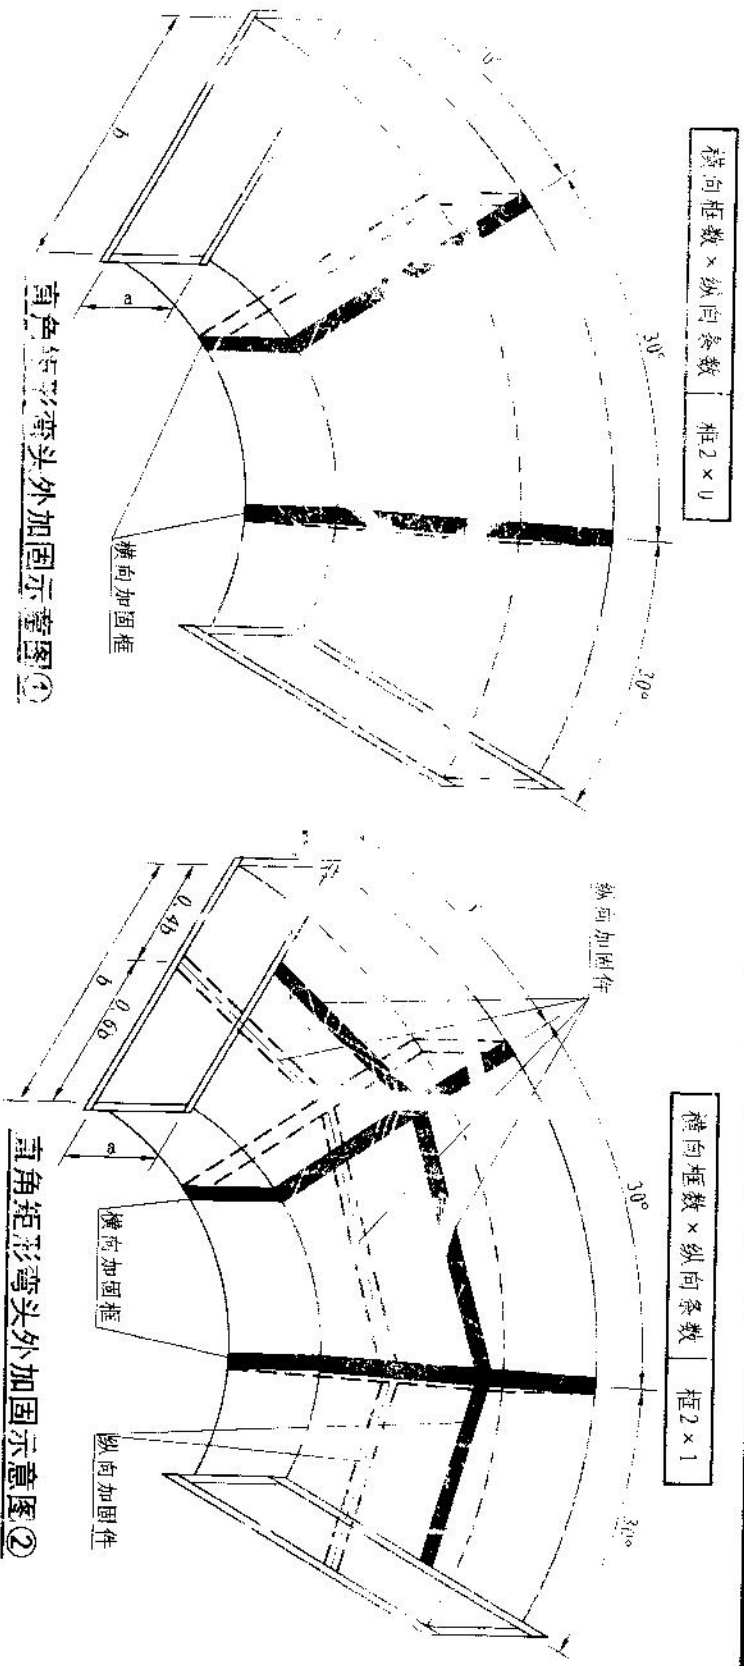 横向框数×纵向条数 框2×0
30°
30°
b
a
横向加固框
直角矩形弯头外加固示意图①
横向框数×纵向条数 框2×1
纵向加固件
30°
30°
0.4b
0.6b
b
a
横向加固框
纵向加固件
直角矩形弯头外加固示意图②